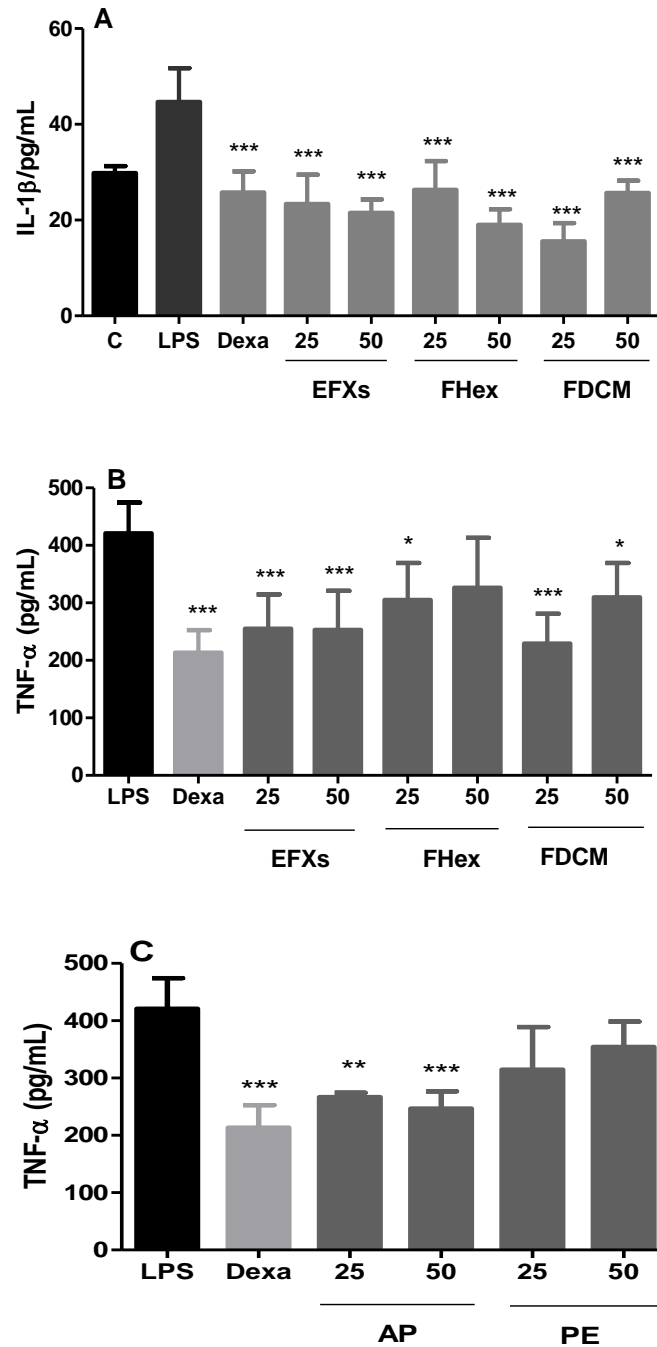 A
IL-1β/pg/mL
60
40
20
0
*** *** *** *** *** *** ***
C LPS Dexa 25 50 25 50 25 50
EFXs FHex FDCM
B
TNF-α (pg/mL)
500
400
300
200
100
0
*** *** *** * *** *
LPS Dexa 25 50 25 50 25 50
EFXs FHex FDCM
C
TNF-α (pg/mL)
500
400
300
200
100
0
*** ** ***
LPS Dexa 25 50 25 50
AP PE